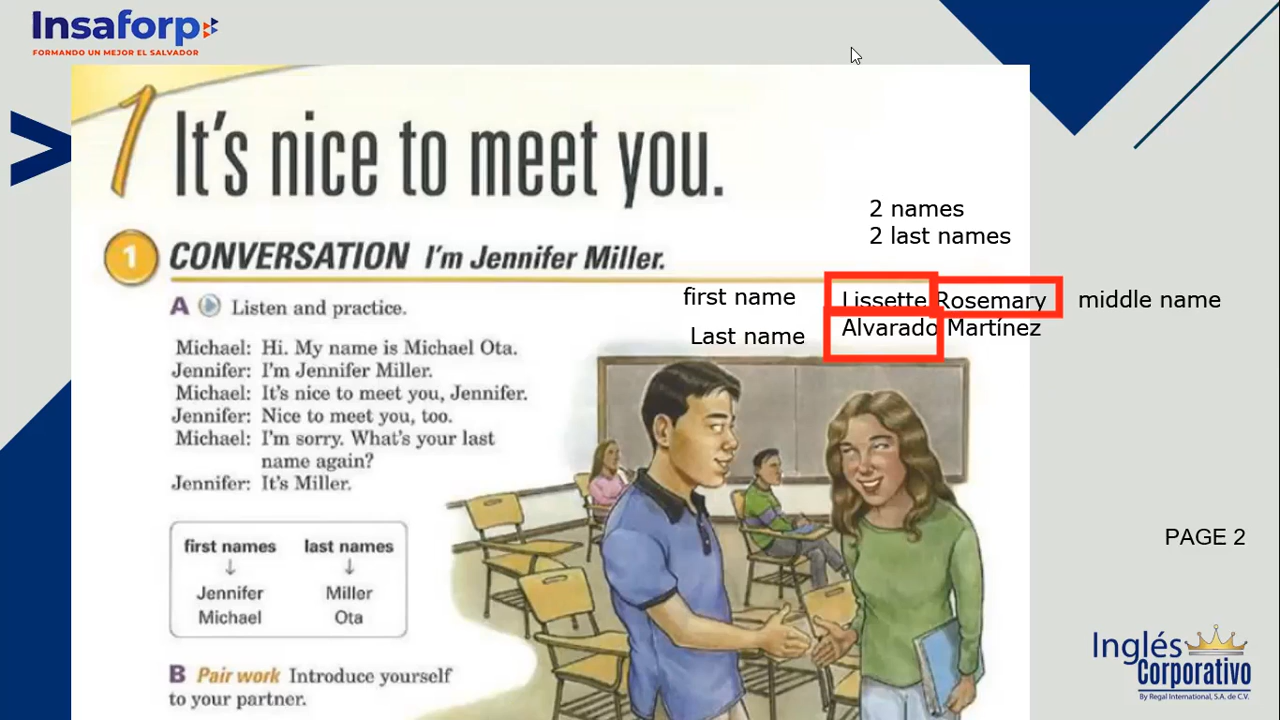 Insaforp
FORMANDO UN MEJOR EL SALVADOR
1 It's nice to meet you.
2 names
2 last names
1 CONVERSATION I'm Jennifer Miller.
first name
Lissette Rosemary
middle name
Last name
Alvarado Martínez
A Listen and practice.
Michael: Hi. My name is Michael Ota.
Jennifer: I'm Jennifer Miller.
Michael: It's nice to meet you, Jennifer.
Jennifer: Nice to meet you, too.
Michael: I'm sorry. What's your last
name again?
Jennifer: It's Miller.
first names last names
Jennifer Miller
Michael Ota
B Pair work Introduce yourself
to your partner.
PAGE 2
Inglés
Corporativo
By Regal International, S.A. de C.V.